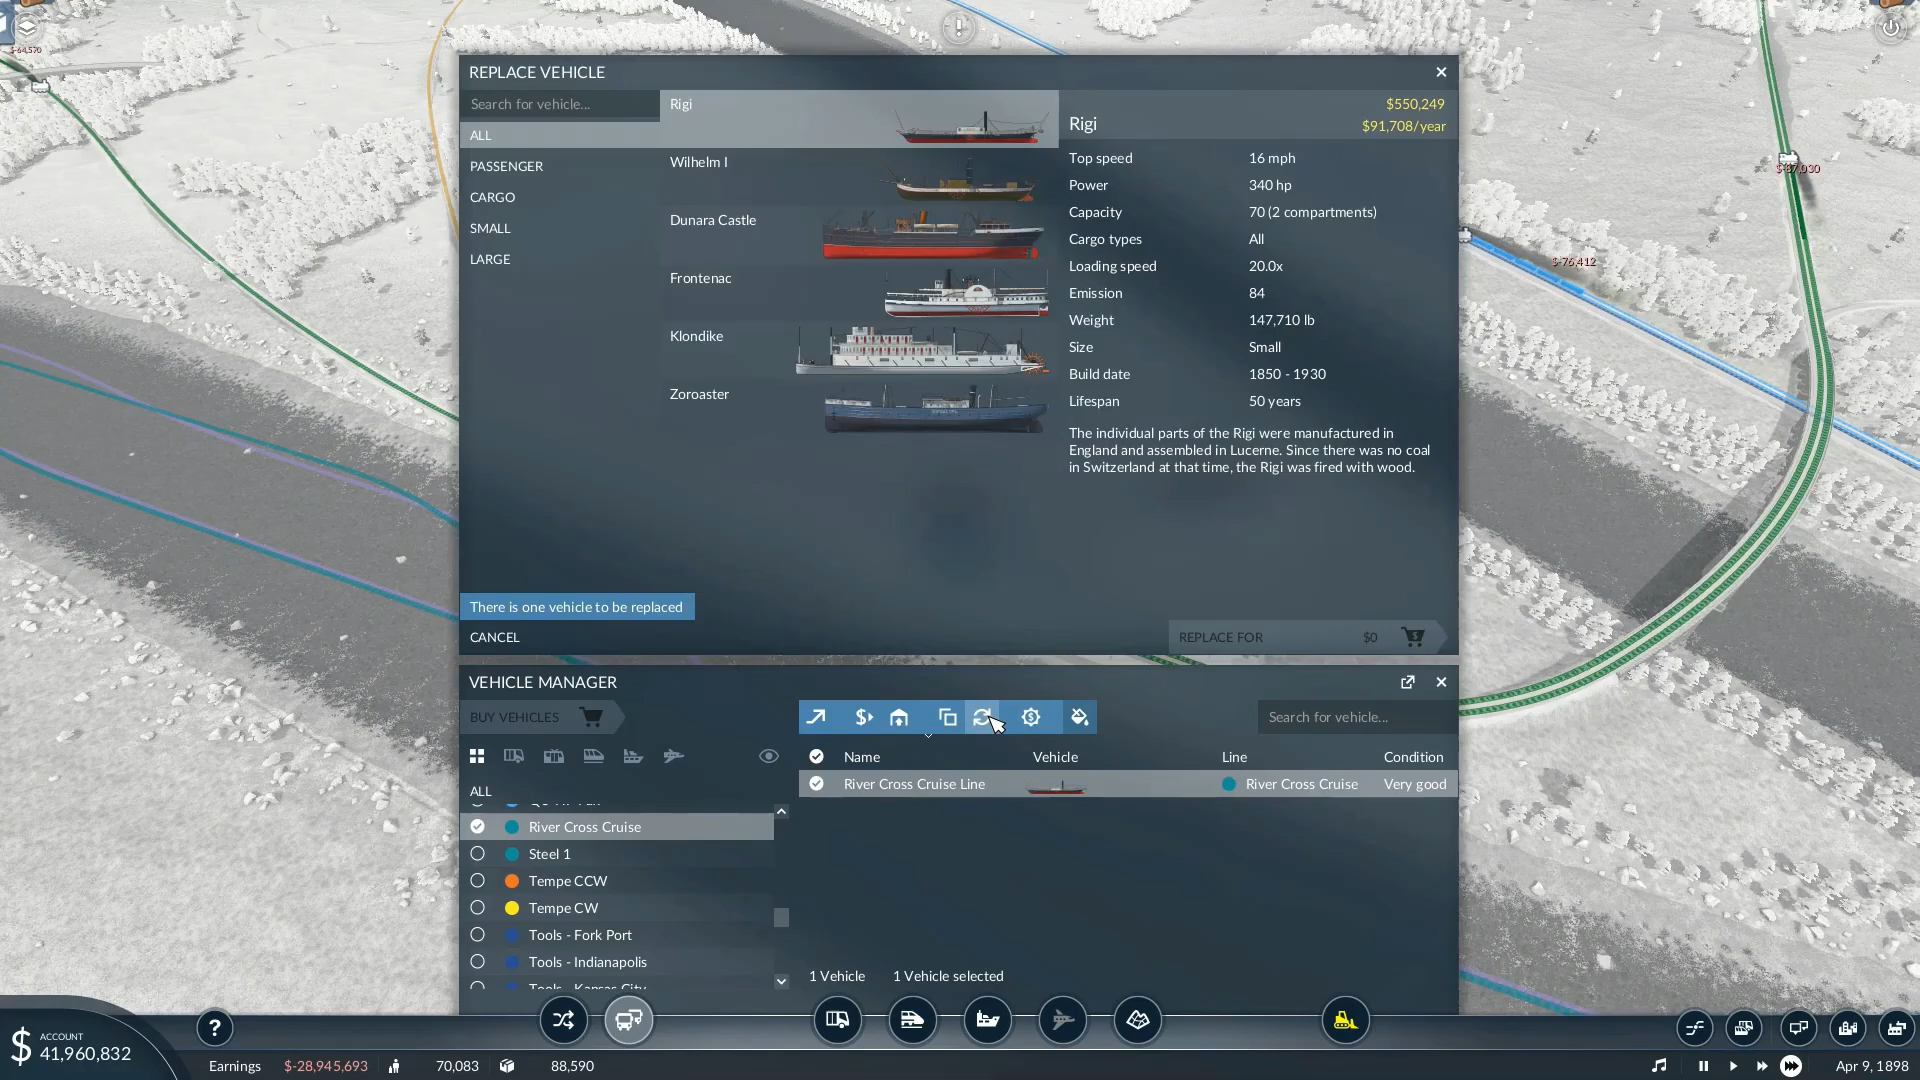 $-64,570
REPLACE VEHICLE
Search for vehicle...
ALL
PASSENGER
CARGO
SMALL
LARGE
Rigi
Wilhelm I
Dunara Castle
Frontenac
Klondike
Zoroaster
$550,249
Rigi
$91,708/year
Top speed 16 mph
Power 340 hp
Capacity 70 (2 compartments)
Cargo types All
Loading speed 20.0x
Emission 84
Weight 147,710 lb
Size Small
Build date 1850 - 1930
Lifespan 50 years
The individual parts of the Rigi were manufactured in
England and assembled in Lucerne. Since there was no coal
in Switzerland at that time, the Rigi was fired with wood.
$-87,030
$-76,412
There is one vehicle to be replaced
CANCEL
REPLACE FOR $0
VEHICLE MANAGER
BUY VEHICLES
Search for vehicle...
Name Vehicle Line Condition
River Cross Cruise Line River Cross Cruise Very good
ALL
River Cross Cruise
Steel 1
Tempe CCW
Tempe CW
Tools - Fork Port
Tools - Indianapolis
Tools - Kansas City
1 Vehicle 1 Vehicle selected
?
$ ACCOUNT
41,960,832
Earnings $-28,945,693 70,083 88,590
Apr 9, 1898